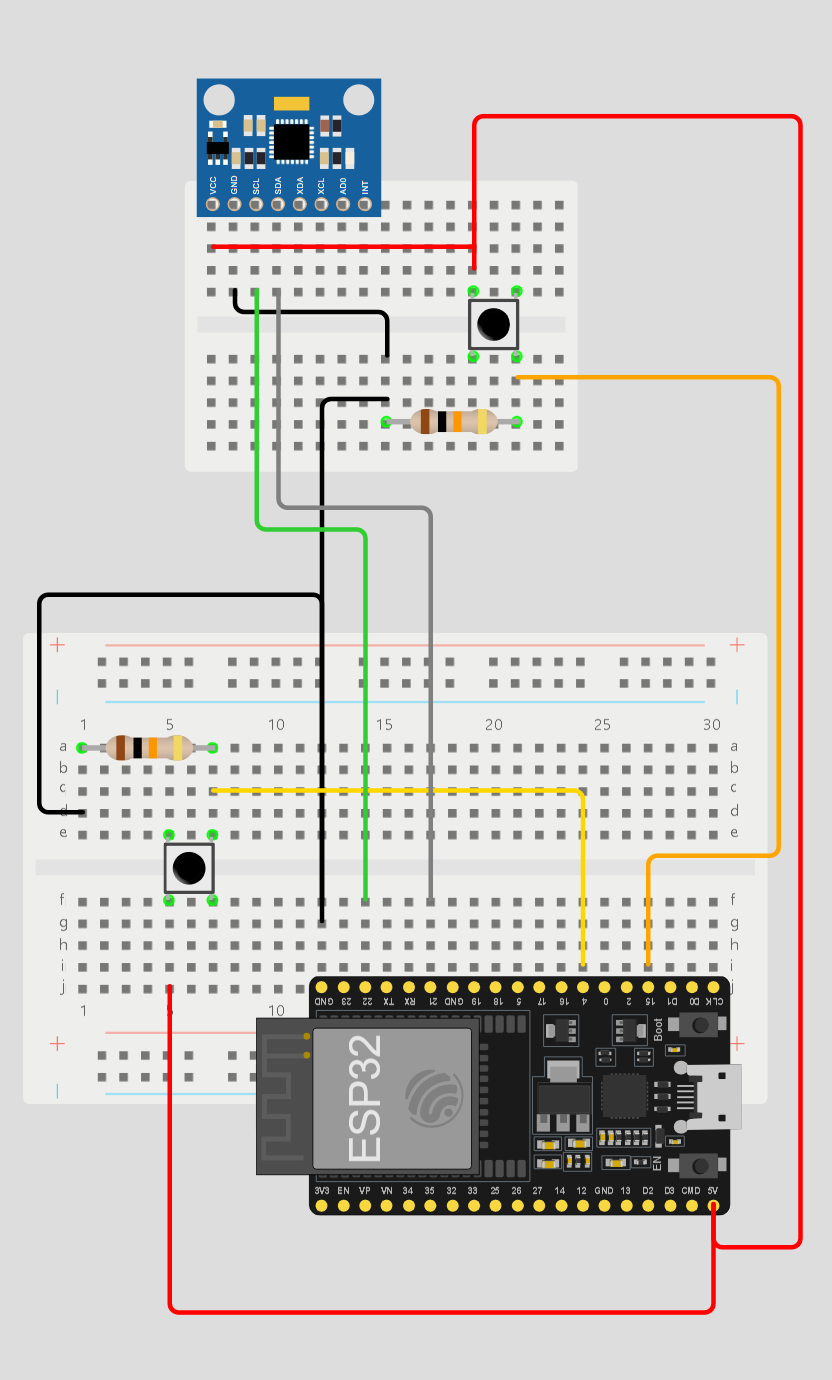 VCC GND SCL SDA XDA XCL AD0 INT
1 5 10 15 20 25 30
a a
b b
c c
d d
e e
f f
g g
h h
i i
j j
1 5 10
GND 23 22 TX RX 21 GND 19 18 5 17 16 4 0 2 15 D1 D0 CLK
Boot
ESP32
EN
3V3 EN VP VN 34 35 32 33 25 26 27 14 12 GND 13 D2 D3 CMD 5V